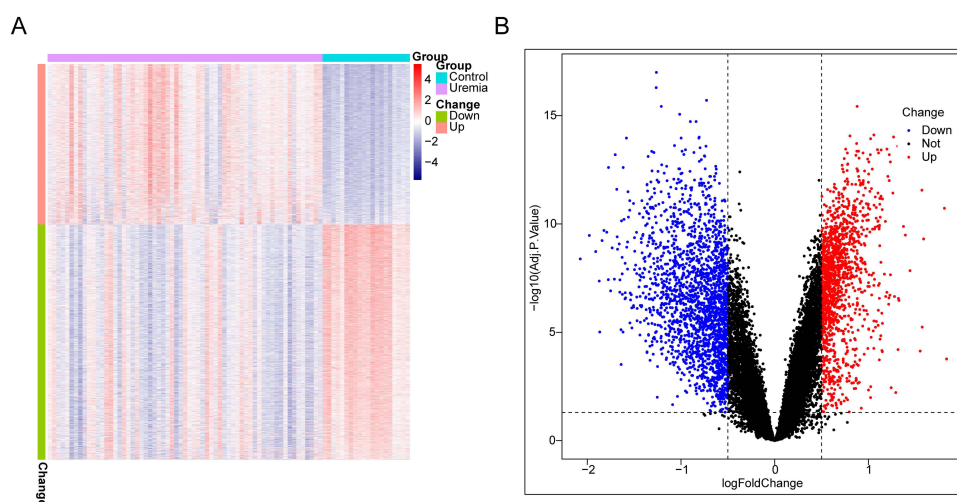 A
Group
Group
Control
Uremia
Change
Down
Up
4
2
0
−2
−4
Change
B
−log10(Adj.P.Value)
15
10
5
0
−2
−1
0
1
logFoldChange
Change
Down
Not
Up